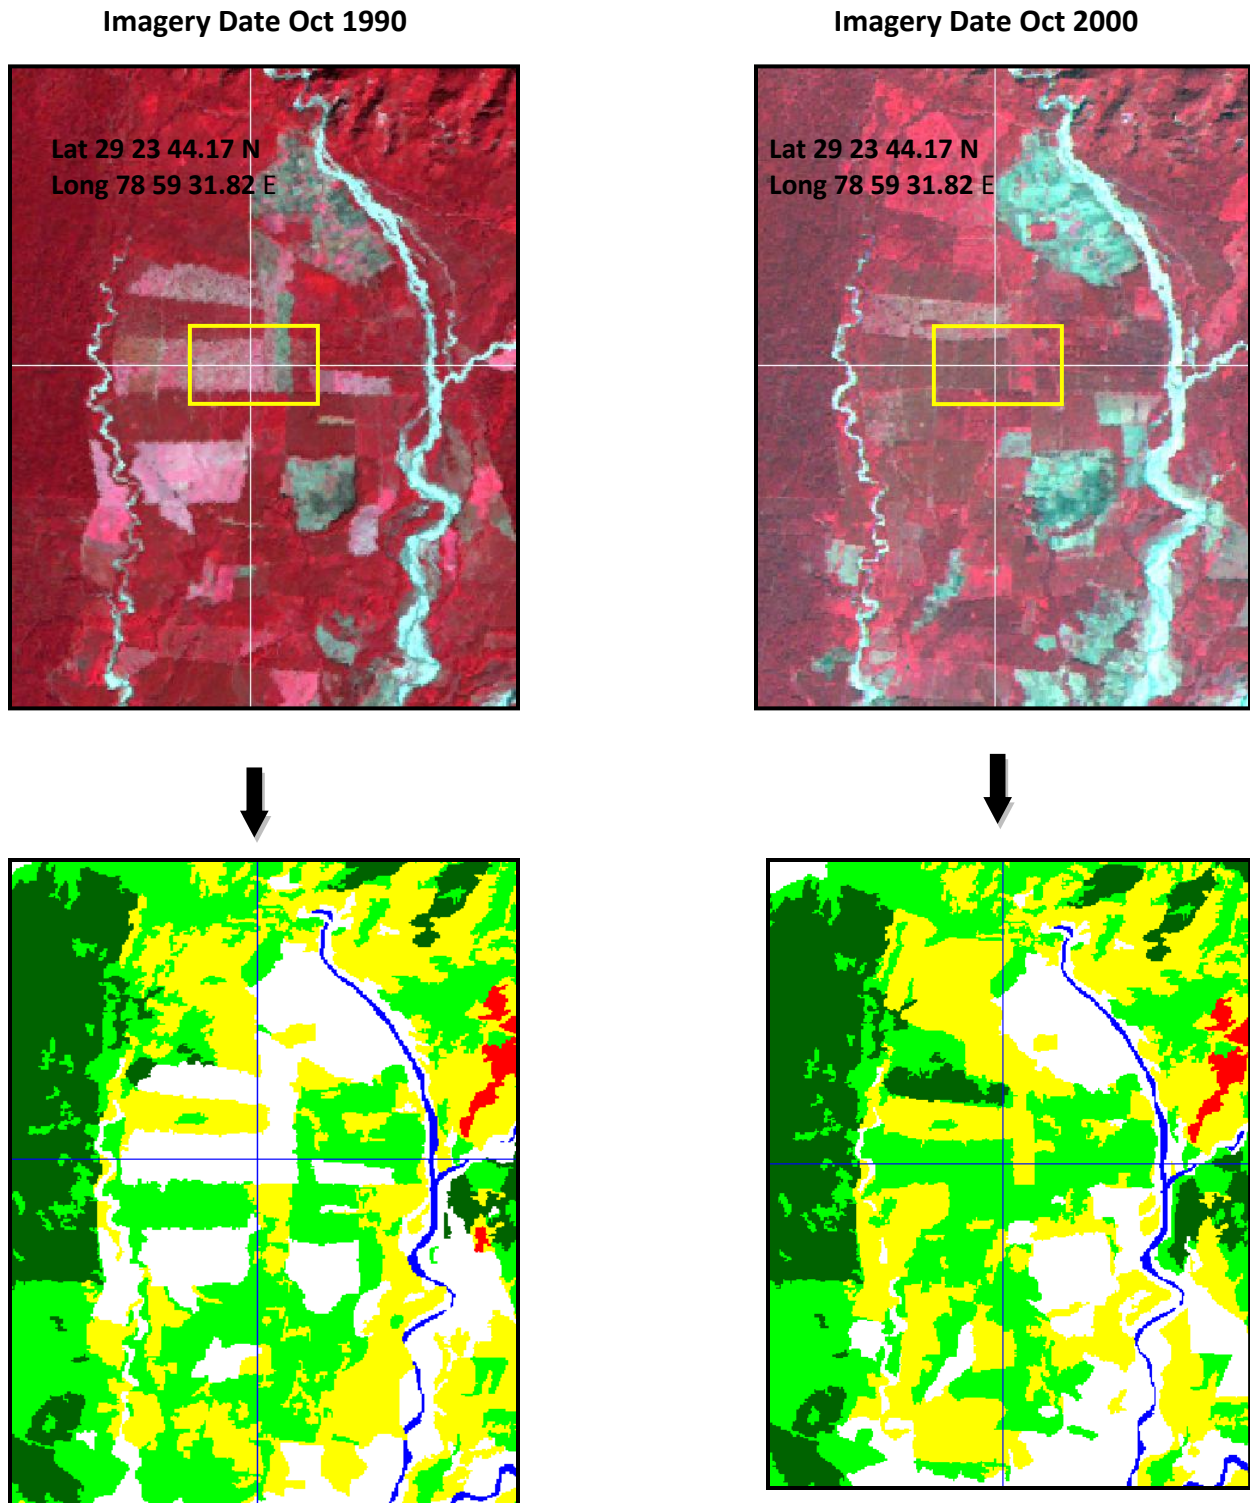 Imagery Date Oct 1990
Imagery Date Oct 2000
Lat 29 23 44.17 N
Long 78 59 31.82 E
Lat 29 23 44.17 N
Long 78 59 31.82 E